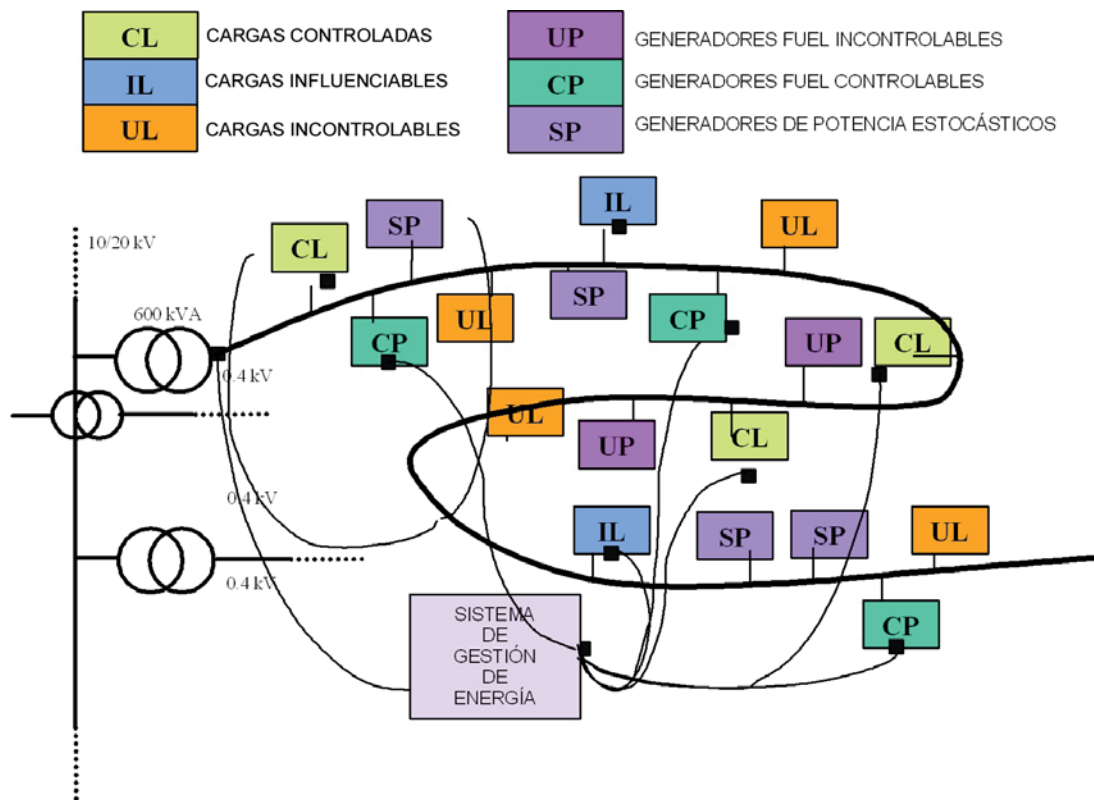 CL CARGAS CONTROLADAS
IL CARGAS INFLUENCIABLES
UL CARGAS INCONTROLABLES
UP GENERADORES FUEL INCONTROLABLES
CP GENERADORES FUEL CONTROLABLES
SP GENERADORES DE POTENCIA ESTOCÁSTICOS
10/20 kV
CL
SP
IL
UL
600 kVA
CP
UL
SP
CP
UP
CL
0.4 kV
UL
UP
CL
0.4 kV
IL
SP
SP
UL
0.4 kV
CP
SISTEMA
DE
GESTIÓN
DE
ENERGÍA